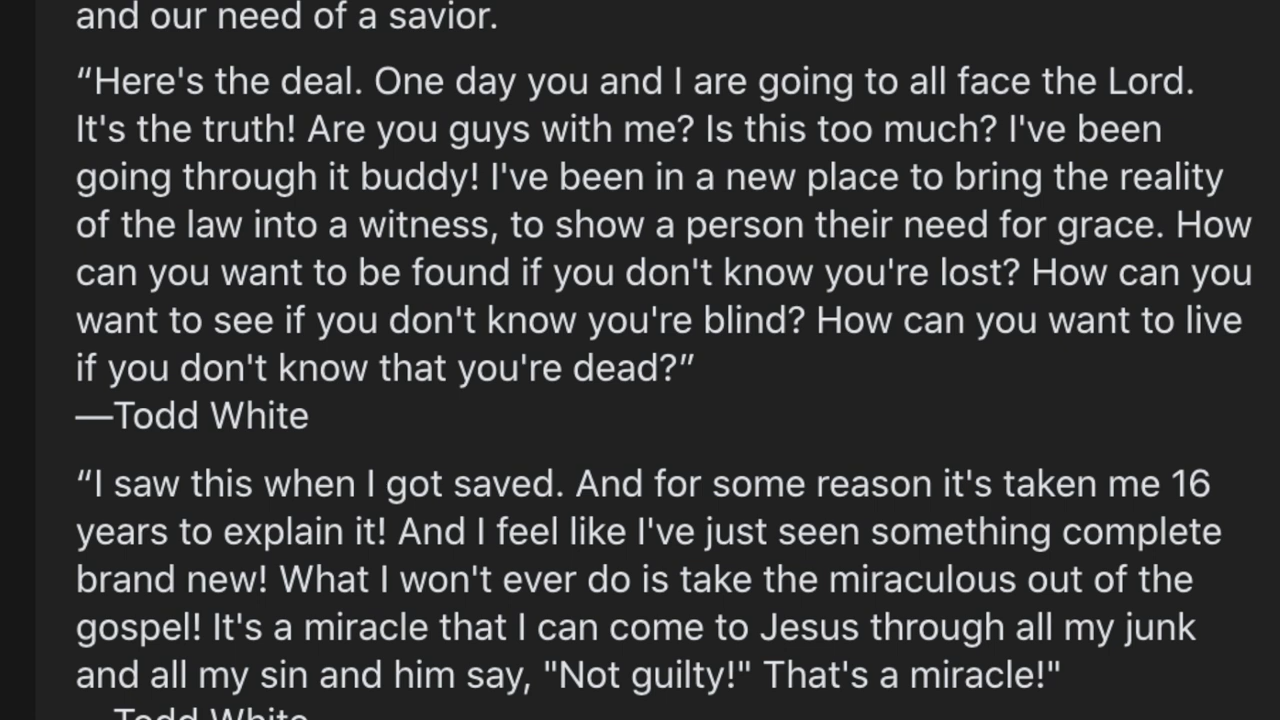 and our need of a savior.
“Here's the deal. One day you and I are going to all face the Lord.
It's the truth! Are you guys with me? Is this too much? I've been
going through it buddy! I've been in a new place to bring the reality
of the law into a witness, to show a person their need for grace. How
can you want to be found if you don't know you're lost? How can you
want to see if you don't know you're blind? How can you want to live
if you don't know that you're dead?”
—Todd White
“I saw this when I got saved. And for some reason it's taken me 16
years to explain it! And I feel like I've just seen something complete
brand new! What I won't ever do is take the miraculous out of the
gospel! It's a miracle that I can come to Jesus through all my junk
and all my sin and him say, "Not guilty!" That's a miracle!"
—Todd White